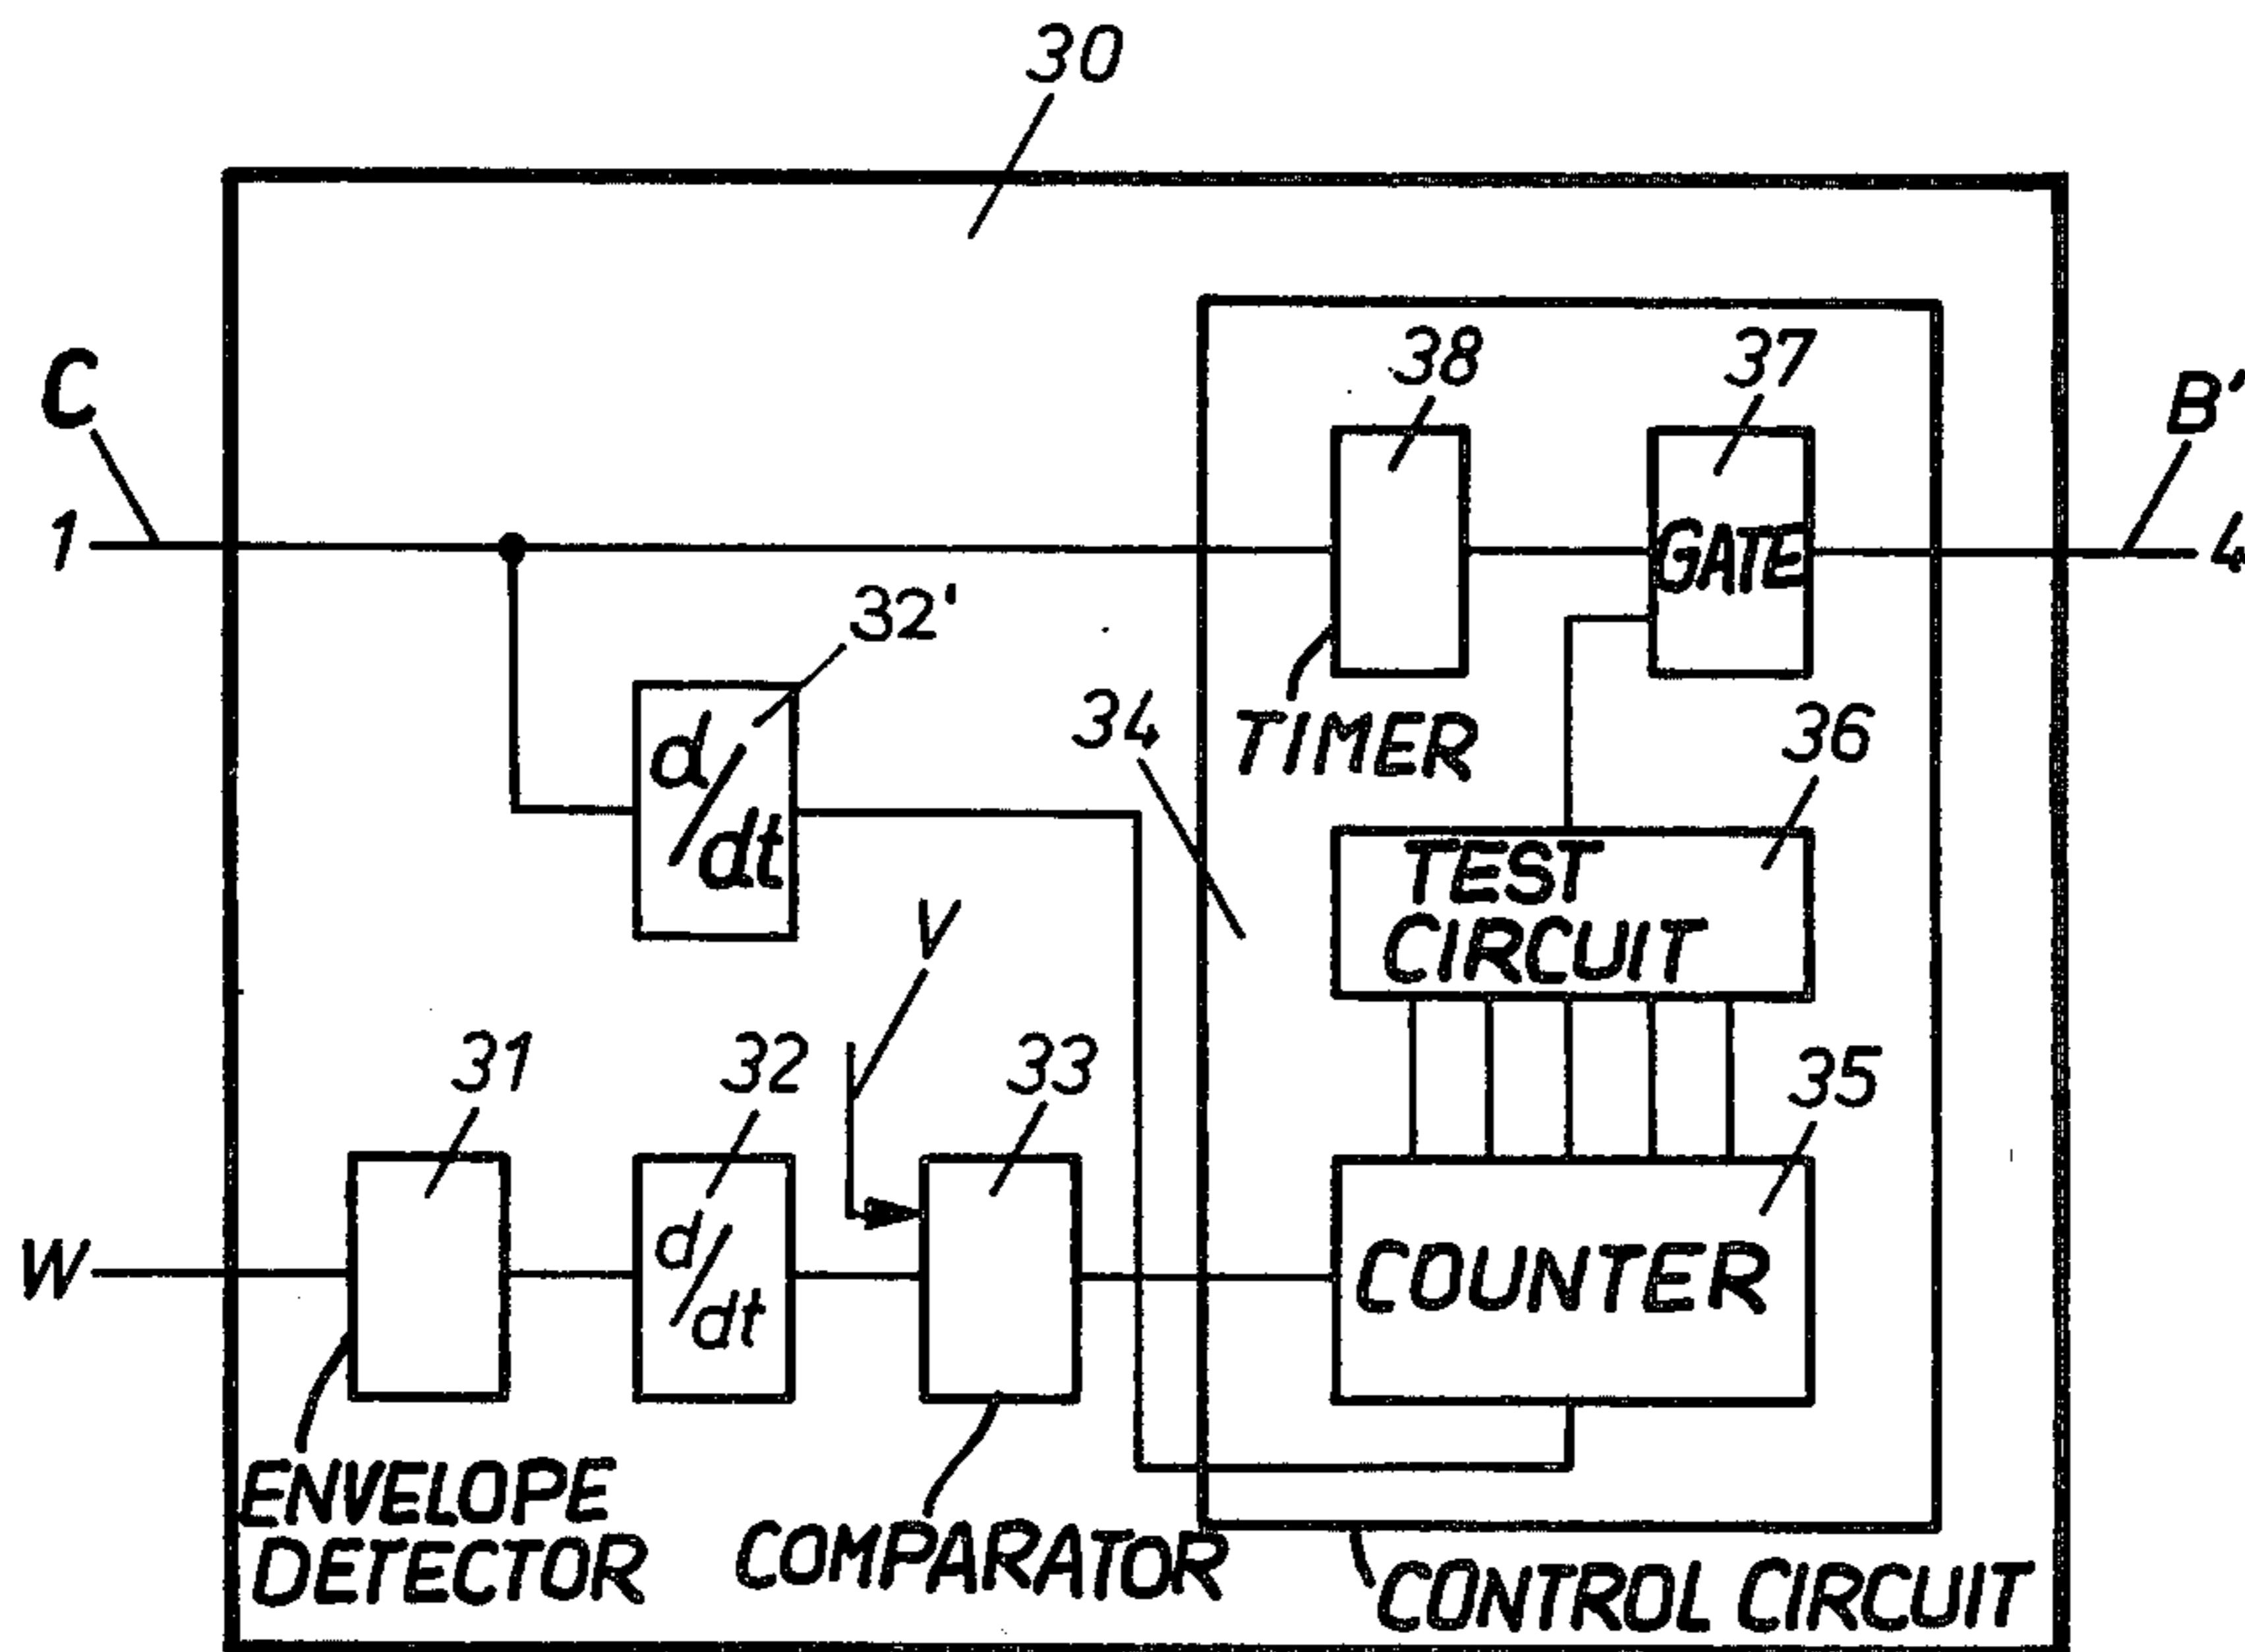 30
38
37
C
B'
1
GATE
4
32'
d/dt
34
TIMER
36
TEST
CIRCUIT
V
31
32
33
35
W
d/dt
COUNTER
ENVELOPE
DETECTOR
COMPARATOR
CONTROL CIRCUIT